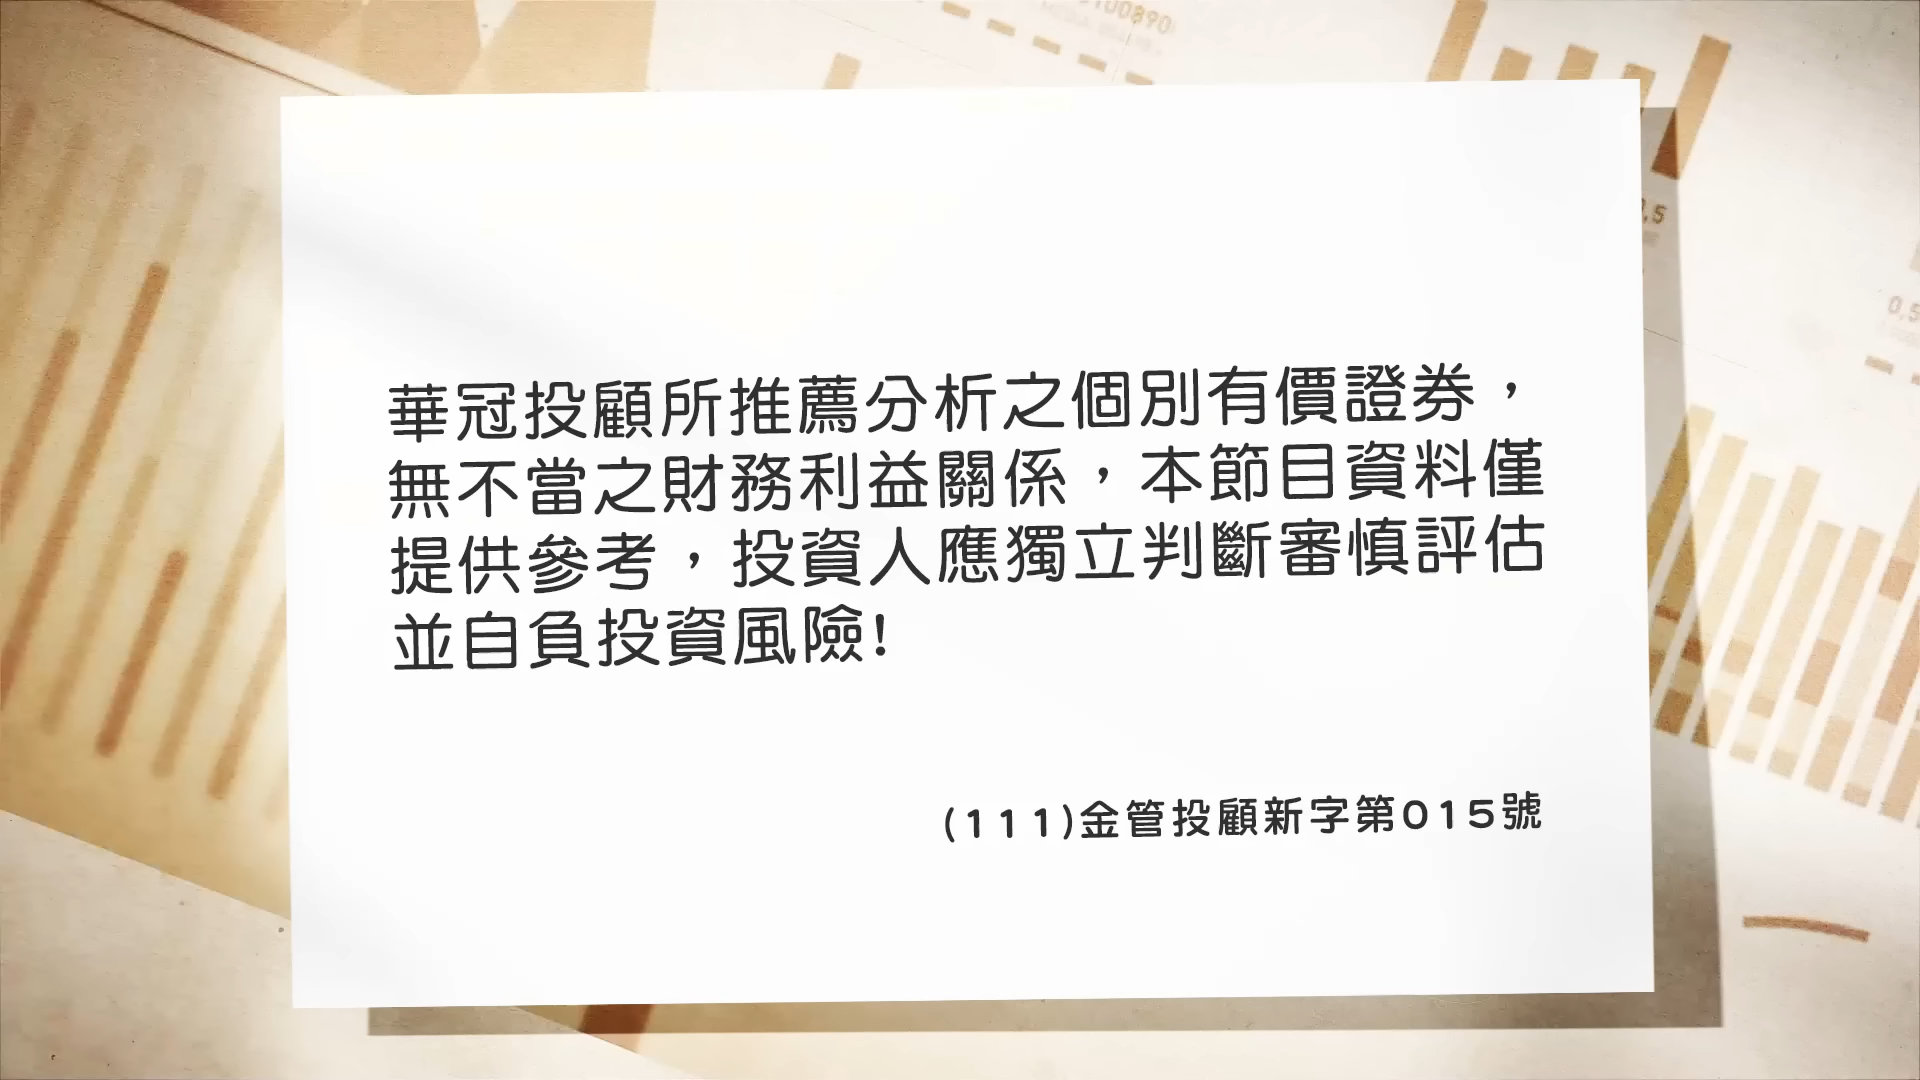 華冠投顧所推薦分析之個別有價證券，
無不當之財務利益關係，本節目資料僅
提供參考，投資人應獨立判斷審慎評估
並自負投資風險!
(111)金管投顧新字第015號